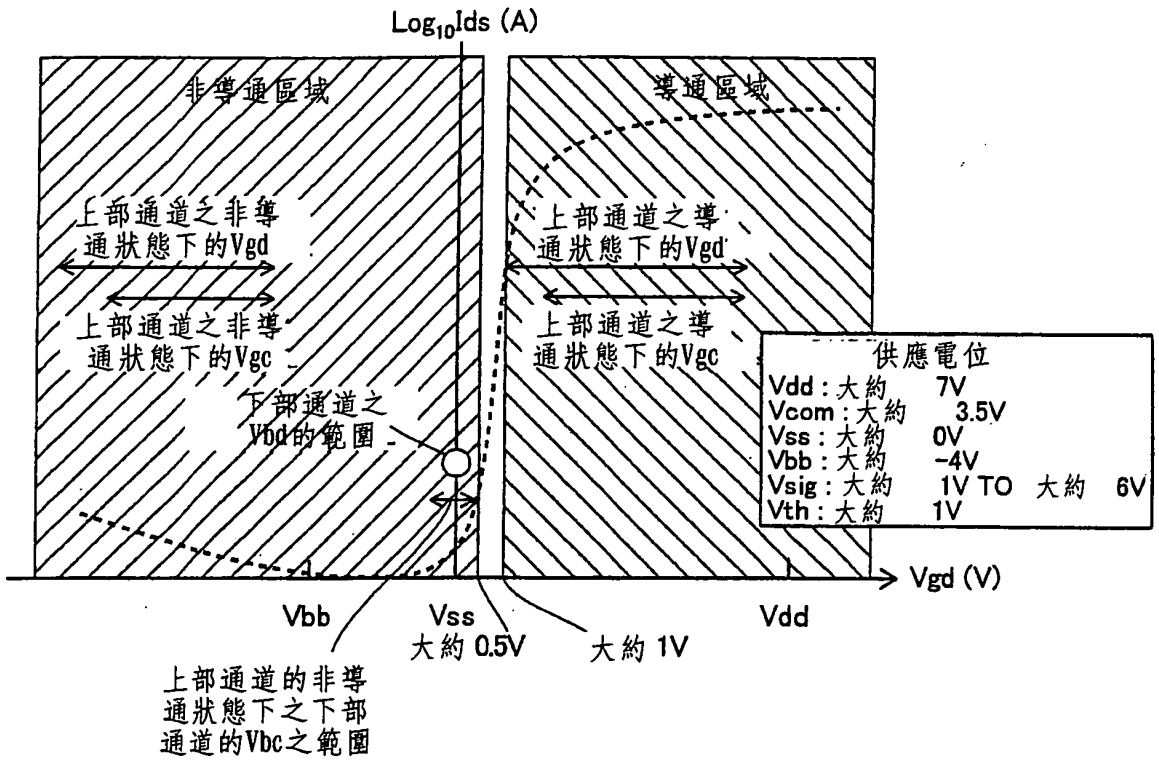 Log10Ids (A)
非導通區域
導通區域
上部通道之非導
通狀態下的Vgd
上部通道之導
通狀態下的Vgd
上部通道之非導
通狀態下的Vgc
上部通道之導
通狀態下的Vgc
下部通道之
Vbd的範圍
供應電位
Vdd:大約 7V
Vcom:大約 3.5V
Vss:大約 0V
Vbb:大約 -4V
Vsig:大約 1V TO 大約 6V
Vth:大約 1V
Vgd (V)
Vbb
Vss
Vdd
大約 0.5V
大約 1V
上部通道的非導
通狀態下之下部
通道的Vbc之範圍